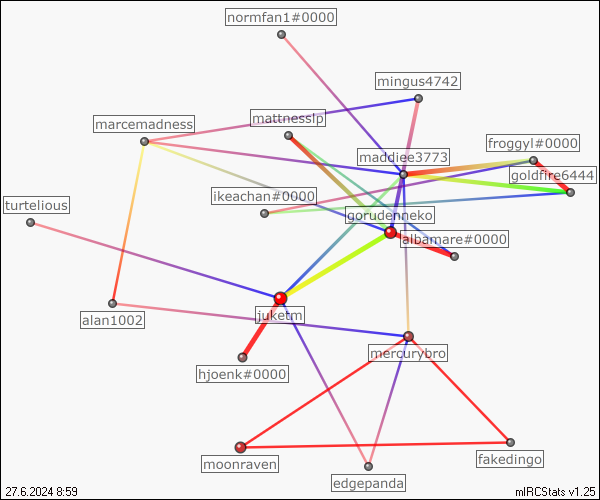 normfan1#0000
mingus4742
mattnesslp
marcemadness
froggyl#0000
maddiee3773
goldfire6444
ikeachan#0000
turtelious
gorudenneko
albamare#0000
juketm
alan1002
mercurybro
hjoenk#0000
moonraven
fakedingo
edgepanda
27.6.2024 8:59
mIRCStats v1.25